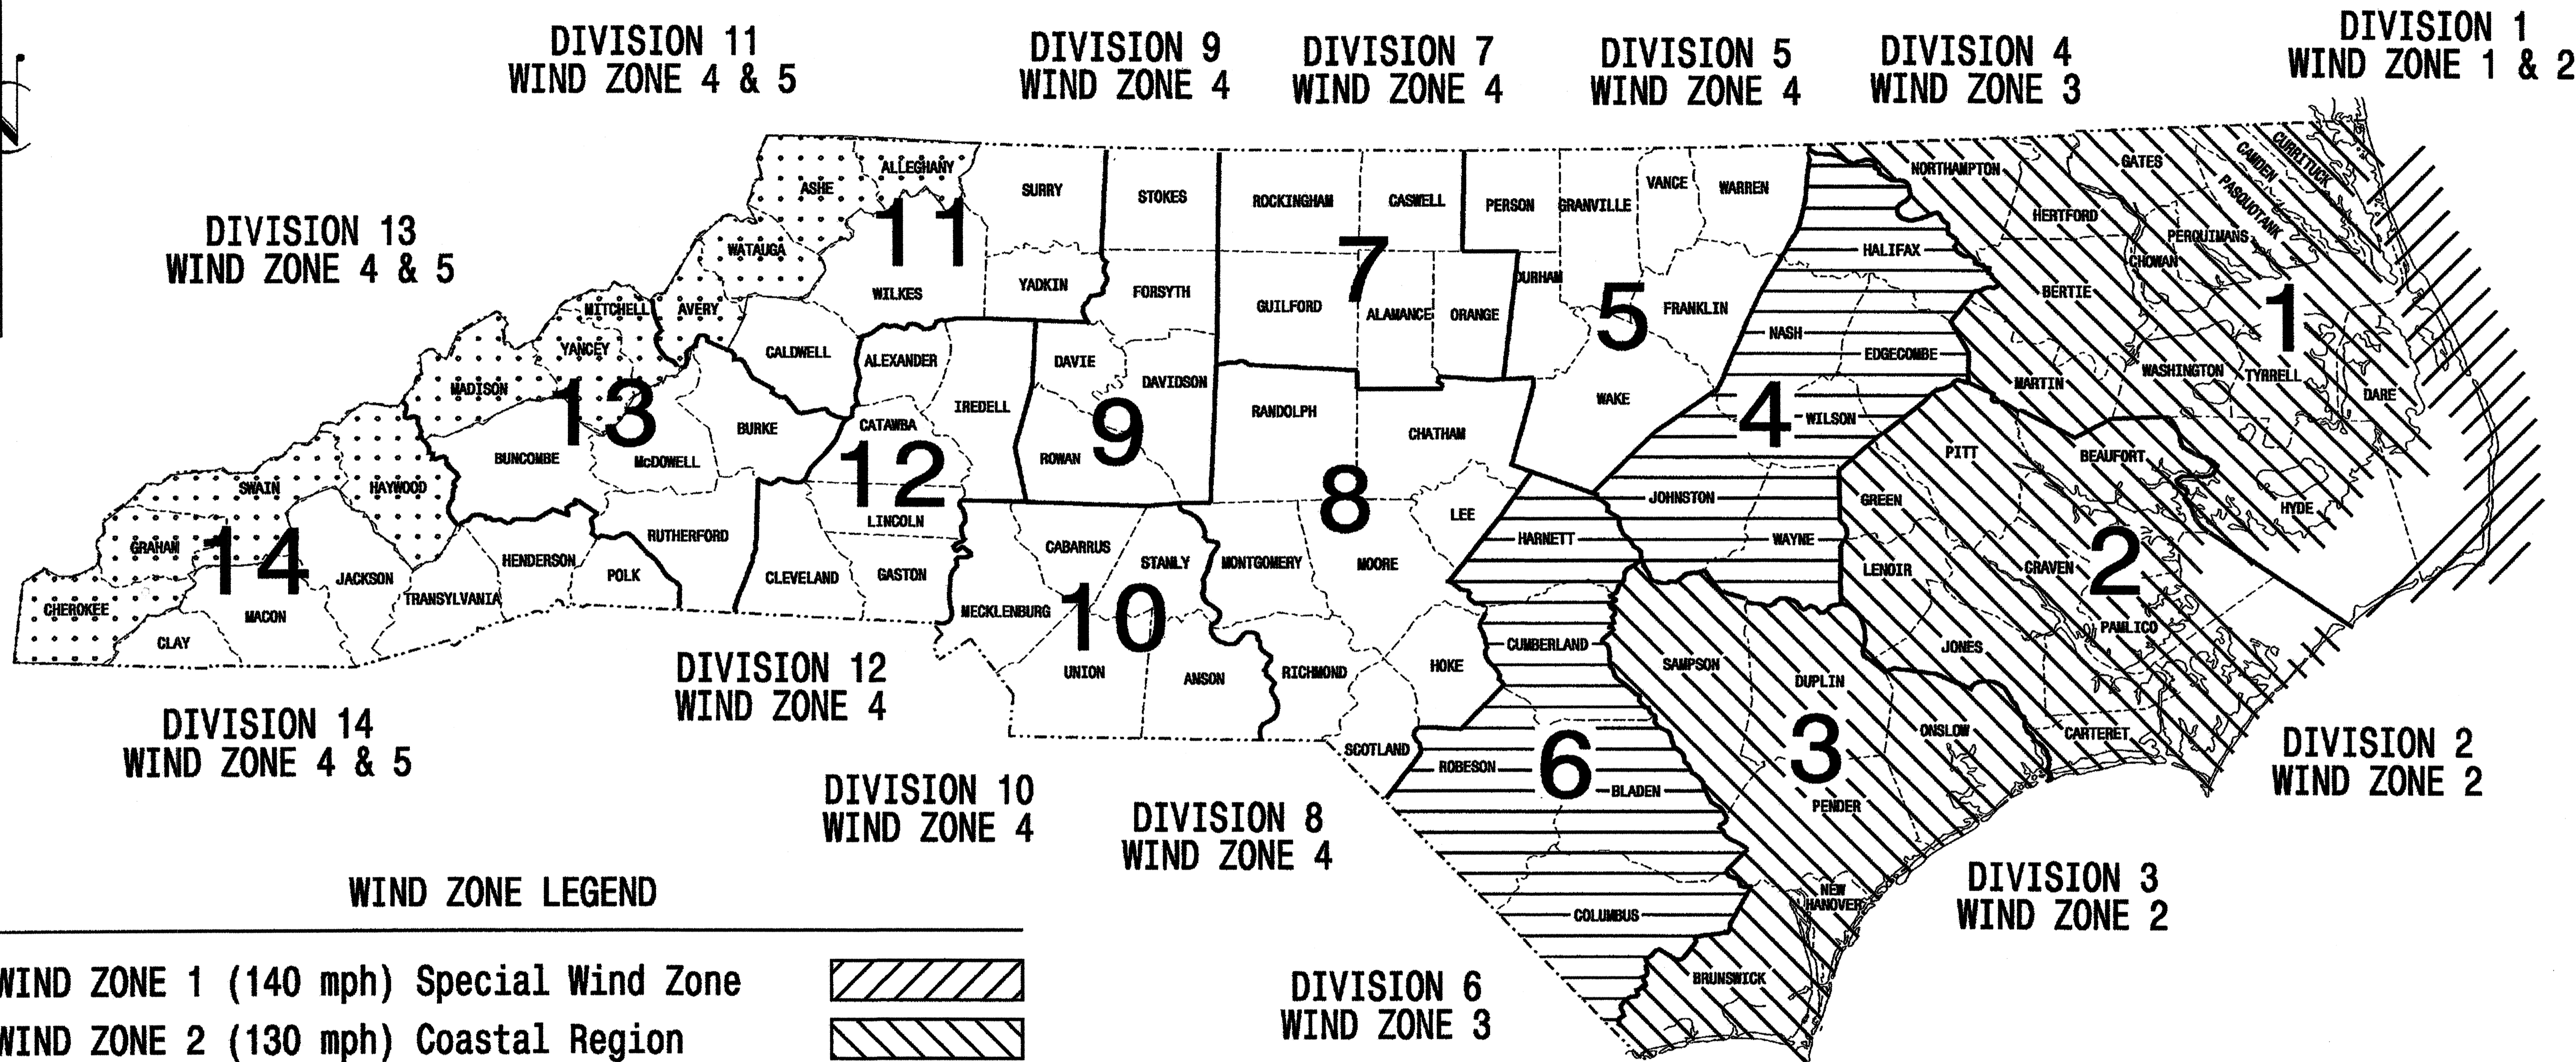 DIVISION 11
WIND ZONE 4 & 5
DIVISION 9
WIND ZONE 4
DIVISION 7
WIND ZONE 4
DIVISION 5
WIND ZONE 4
DIVISION 4
WIND ZONE 3
DIVISION 1
WIND ZONE 1 & 2
N
DIVISION 13
WIND ZONE 4 & 5
ALLEGHANY
ASHE
SURRY
STOKES
ROCKINGHAM
CASWELL
PERSON
GRANVILLE
VANCE
WARREN
NORTHAMPTON
GATES
CAMDEN
CURRITUCK
PASQUOTANK
HERTFORD
PERQUIMANS
CHOWAN
HALIFAX
WATAUGA
11
WILKES
YADKIN
FORSYTH
7
GUILFORD
ALAMANCE
ORANGE
DURHAM
5
FRANKLIN
NASH
EDGECOMBE
BERTIE
1
MITCHELL
AVERY
YANCEY
CALDWELL
ALEXANDER
DAVIE
DAVIDSON
MADISON
13
BURKE
IREDELL
CATAWBA
ROWAN
9
RANDOLPH
CHATHAM
WAKE
4
WILSON
MARTIN
WASHINGTON
TYRRELL
DARE
BUNCOMBE
McDOWELL
12
LINCOLN
8
LEE
JOHNSTON
PITT
BEAUFORT
HYDE
GREEN
SWAIN
HAYWOOD
GRAHAM
14
JACKSON
HENDERSON
RUTHERFORD
POLK
CLEVELAND
GASTON
CABARRUS
STANLY
MONTGOMERY
MOORE
HARNETT
WAYNE
LENOIR
CRAVEN
2
CHEROKEE
MACON
CLAY
TRANSYLVANIA
MECKLENBURG
10
UNION
ANSON
RICHMOND
HOKE
CUMBERLAND
SAMPSON
DUPLIN
JONES
PAMLICO
DIVISION 12
WIND ZONE 4
SCOTLAND
ROBESON
6
BLADEN
3
ONSLOW
CARTERET
PENDER
DIVISION 2
WIND ZONE 2
DIVISION 14
WIND ZONE 4 & 5
DIVISION 10
WIND ZONE 4
DIVISION 8
WIND ZONE 4
COLUMBUS
NEW
HANOVER
BRUNSWICK
DIVISION 3
WIND ZONE 2
DIVISION 6
WIND ZONE 3
WIND ZONE LEGEND
WIND ZONE 1 (140 mph) Special Wind Zone
WIND ZONE 2 (130 mph) Coastal Region